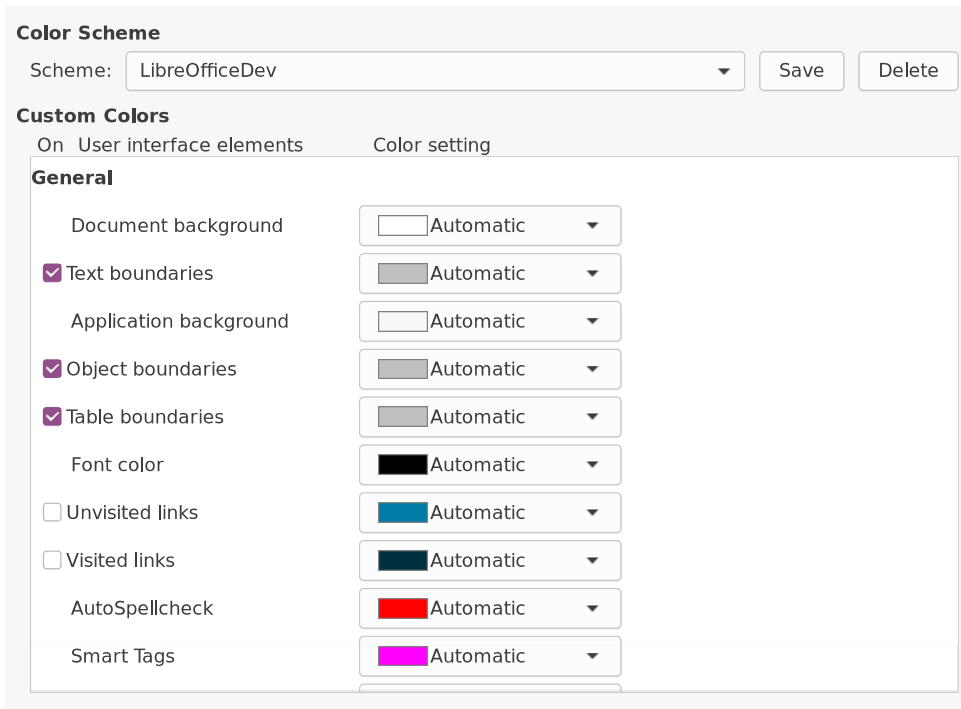 Color Scheme
Scheme: LibreOfficeDev Save Delete
Custom Colors
On User interface elements Color setting
General
Document background Automatic
Text boundaries Automatic
Application background Automatic
Object boundaries Automatic
Table boundaries Automatic
Font color Automatic
Unvisited links Automatic
Visited links Automatic
AutoSpellcheck Automatic
Smart Tags Automatic